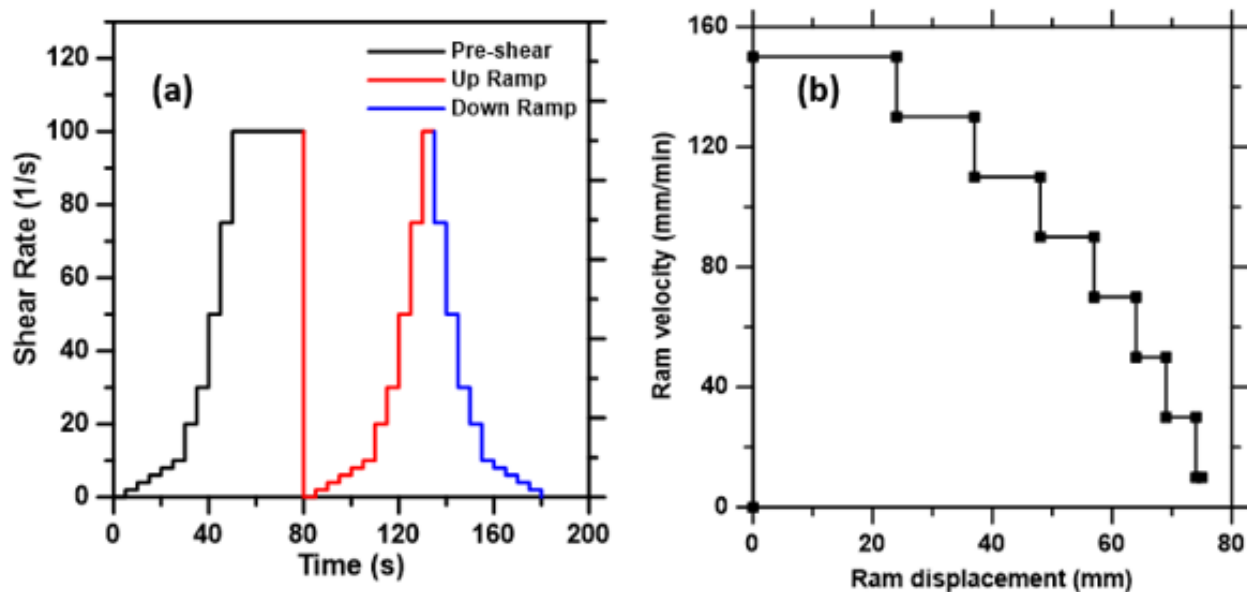 (a)
Pre-shear
Up Ramp
Down Ramp
Shear Rate (1/s)
120
100
80
60
40
20
0
0 40 80 120 160 200
Time (s)
(b)
Ram velocity (mm/min)
160
120
80
40
0
0 20 40 60 80
Ram displacement (mm)